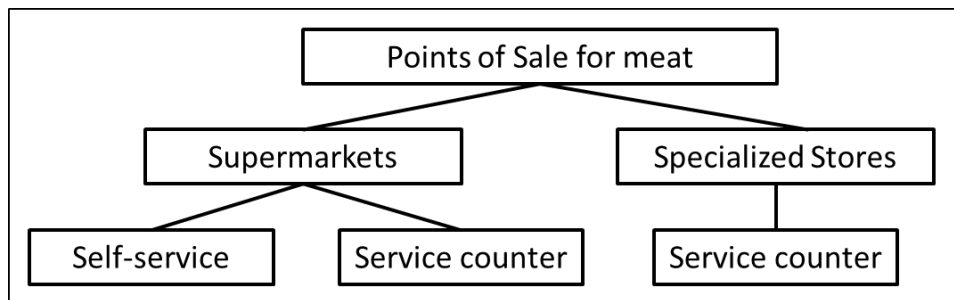 Points of Sale for meat
Supermarkets
Specialized Stores
Self-service
Service counter
Service counter